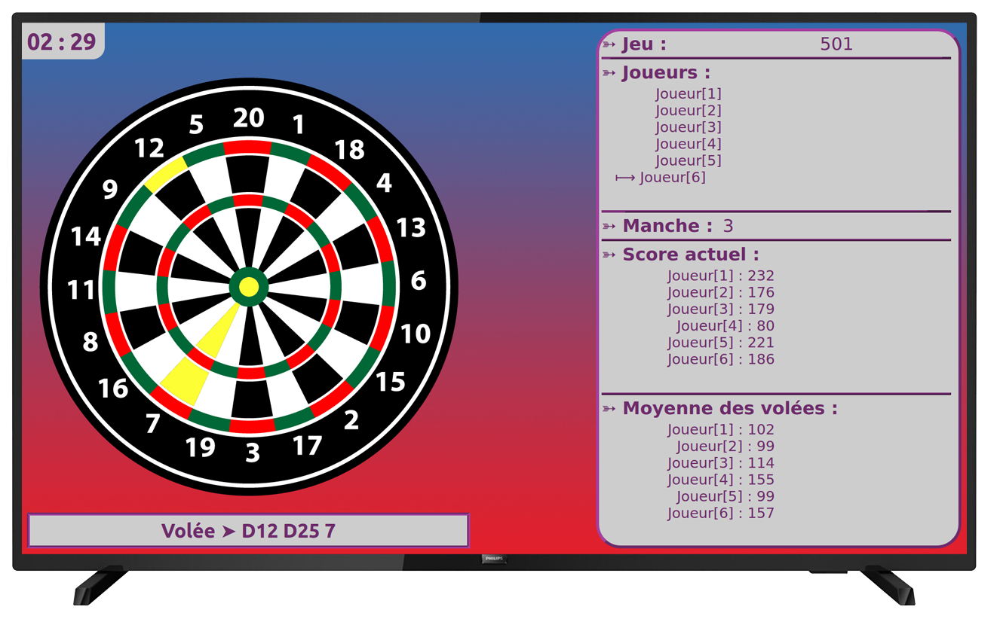 02 : 29
20
1
18
4
13
6
10
15
2
17
3
19
7
16
8
11
14
9
12
5
Volée ➤ D12 D25 7
➳ Jeu : 501
➳ Joueurs :
Joueur[1]
Joueur[2]
Joueur[3]
Joueur[4]
Joueur[5]
⟼ Joueur[6]
➳ Manche : 3
➳ Score actuel :
Joueur[1] : 232
Joueur[2] : 176
Joueur[3] : 179
Joueur[4] : 80
Joueur[5] : 221
Joueur[6] : 186
➳ Moyenne des volées :
Joueur[1] : 102
Joueur[2] : 99
Joueur[3] : 114
Joueur[4] : 155
Joueur[5] : 99
Joueur[6] : 157
PHILIPS